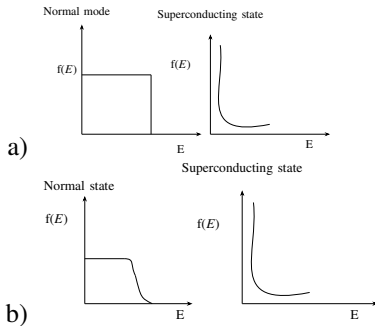 Normal mode
Superconducting state
f(E)
f(E)
E
E
a)
Superconducting state
Normal state
f(E)
f(E)
E
E
b)